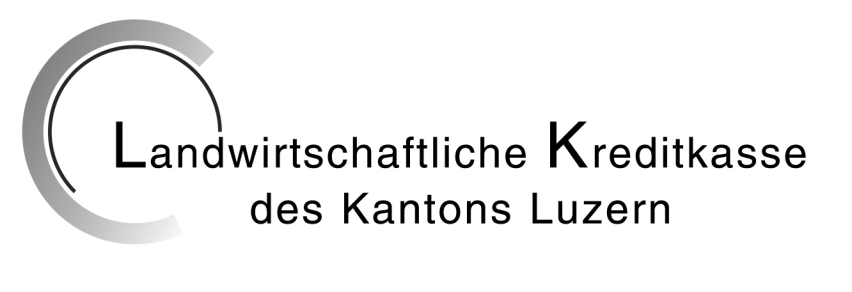 Landwirtschaftliche Kreditkasse
des Kantons Luzern